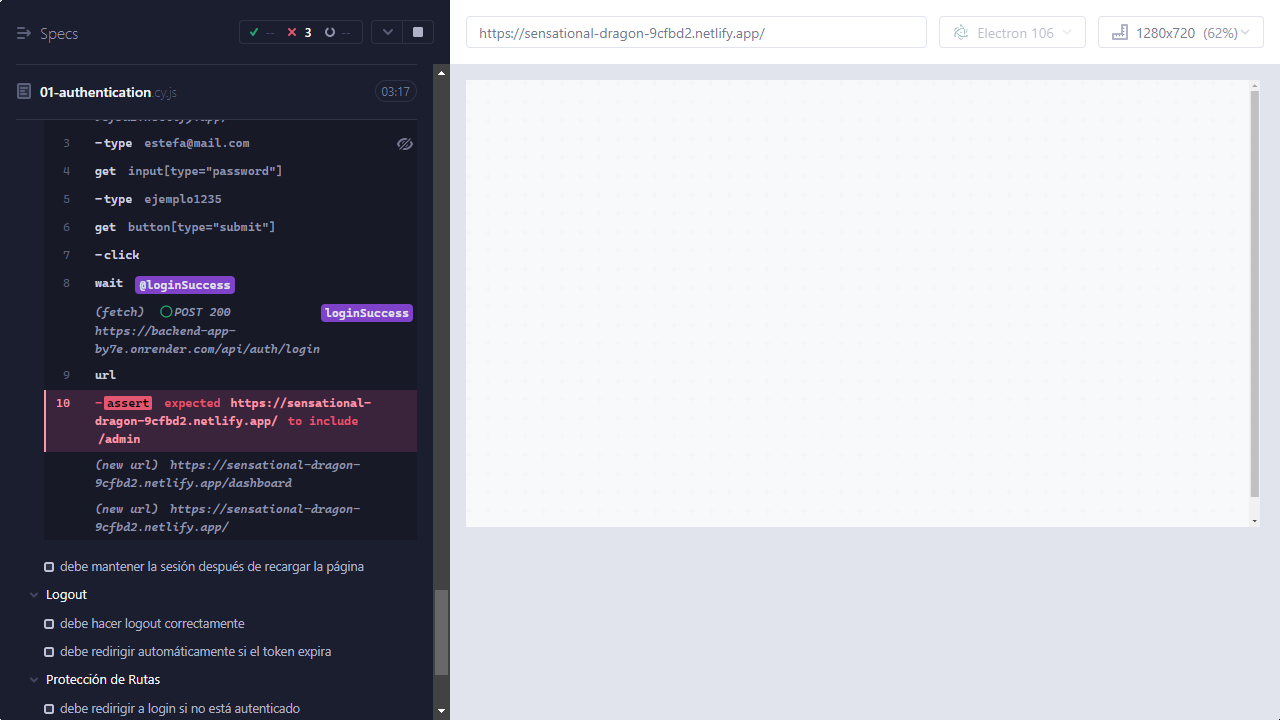 Specs
-- 3 --
https://sensational-dragon-9cfbd2.netlify.app/
Electron 106
1280x720 (62%)
01-authentication.cy.js
03:17
3 -type estefa@mail.com
4 get input[type="password"]
5 -type ejemplo1235
6 get button[type="submit"]
7 -click
8 wait @loginSuccess
(fetch) POST 200 loginSuccess
https://backend-app-
by7e.onrender.com/api/auth/login
9 url
10 -assert expected https://sensational-
dragon-9cfbd2.netlify.app/ to include
/admin
(new url) https://sensational-dragon-
9cfbd2.netlify.app/dashboard
(new url) https://sensational-dragon-
9cfbd2.netlify.app/
debe mantener la sesión después de recargar la página
Logout
debe hacer logout correctamente
debe redirigir automáticamente si el token expira
Protección de Rutas
debe redirigir a login si no está autenticado